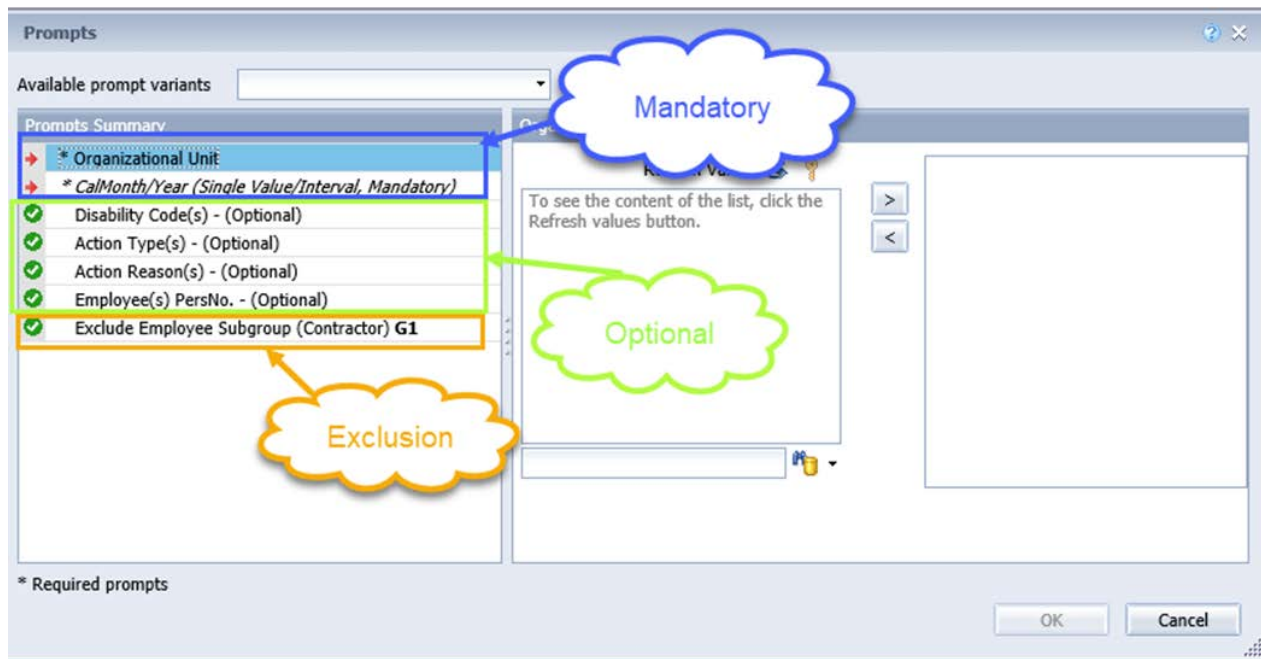 Prompts
Available prompt variants
Mandatory
Prompts Summary
* Organizational Unit
* CalMonth/Year (Single Value/Interval, Mandatory)
Disability Code(s) - (Optional)
Action Type(s) - (Optional)
Action Reason(s) - (Optional)
Employee(s) PersNo. - (Optional)
Exclude Employee Subgroup (Contractor) G1
To see the content of the list, click the
Refresh values button.
>
<
Optional
Exclusion
* Required prompts
OK
Cancel